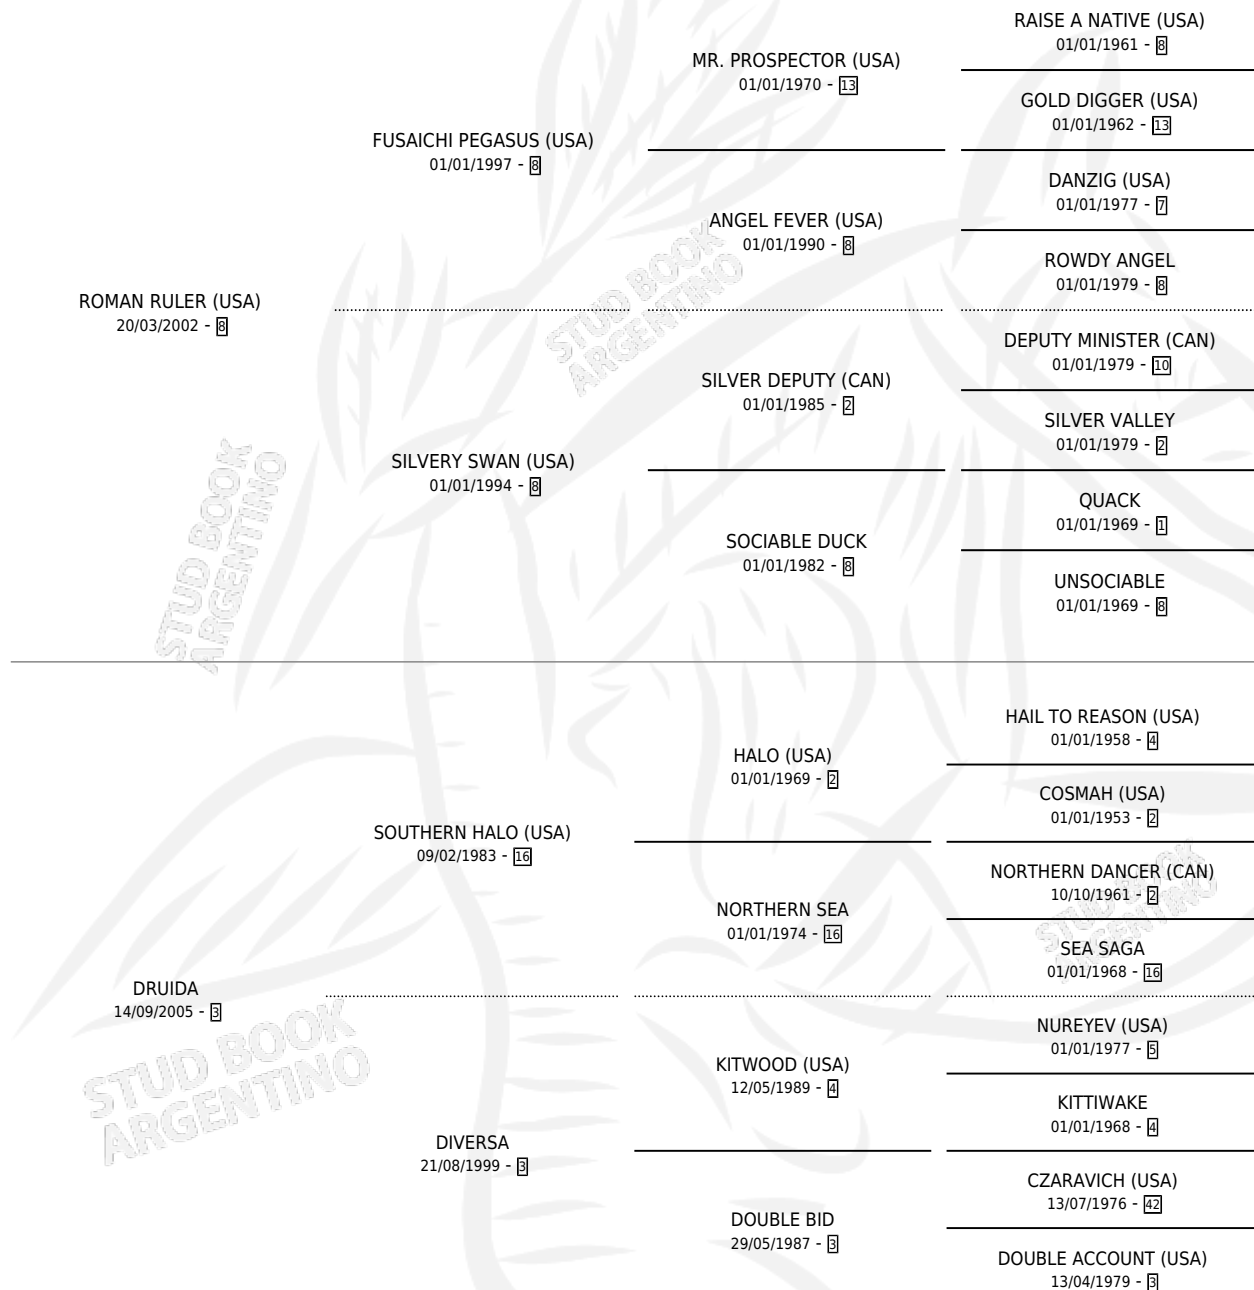 RAISE A NATIVE (USA)
01/01/1961 - 8
MR. PROSPECTOR (USA)
01/01/1970 - 13
GOLD DIGGER (USA)
01/01/1962 - 13
FUSAICHI PEGASUS (USA)
01/01/1997 - 8
DANZIG (USA)
01/01/1977 - 7
ANGEL FEVER (USA)
01/01/1990 - 8
ROWDY ANGEL
01/01/1979 - 8
ROMAN RULER (USA)
20/03/2002 - 8
DEPUTY MINISTER (CAN)
01/01/1979 - 10
SILVER DEPUTY (CAN)
01/01/1985 - 2
SILVER VALLEY
01/01/1979 - 2
SILVERY SWAN (USA)
01/01/1994 - 8
QUACK
01/01/1969 - 1
SOCIABLE DUCK
01/01/1982 - 8
UNSOCIABLE
01/01/1969 - 8
STUD BOOK
ARGENTINO
STUD BOOK
ARGENTINO
HAIL TO REASON (USA)
01/01/1958 - 4
HALO (USA)
01/01/1969 - 2
COSMAH (USA)
01/01/1953 - 2
SOUTHERN HALO (USA)
09/02/1983 - 16
NORTHERN DANCER (CAN)
10/10/1961 - 2
NORTHERN SEA
01/01/1974 - 16
SEA SAGA
01/01/1968 - 16
DRUIDA
14/09/2005 - 3
NUREYEV (USA)
01/01/1977 - 5
KITWOOD (USA)
12/05/1989 - 4
KITTIWAKE
01/01/1968 - 4
DIVERSA
21/08/1999 - 3
CZARAVICH (USA)
13/07/1976 - 42
DOUBLE BID
29/05/1987 - 3
DOUBLE ACCOUNT (USA)
13/04/1979 - 3
STUD BOOK
ARGENTINO
STUD BOOK
ARGENTINO